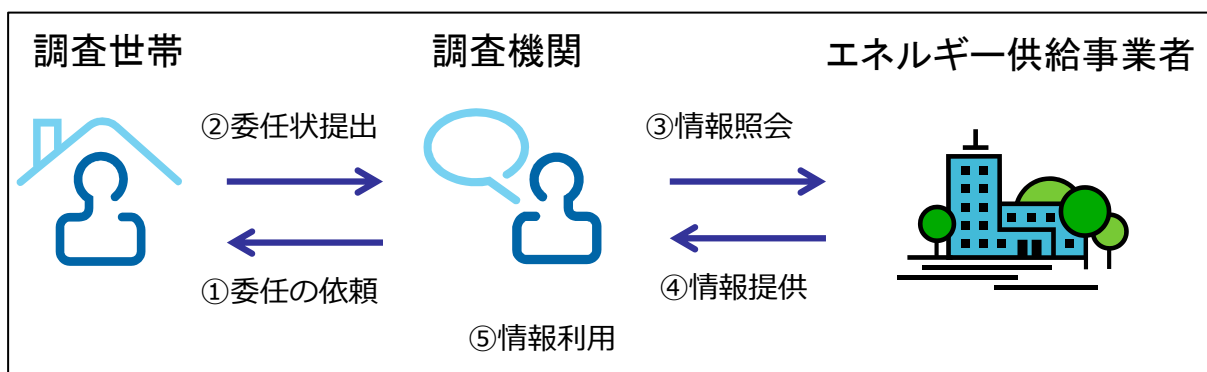 調査世帯
調査機関
エネルギー供給事業者
②委任状提出
③情報照会
①委任の依頼
④情報提供
⑤情報利用